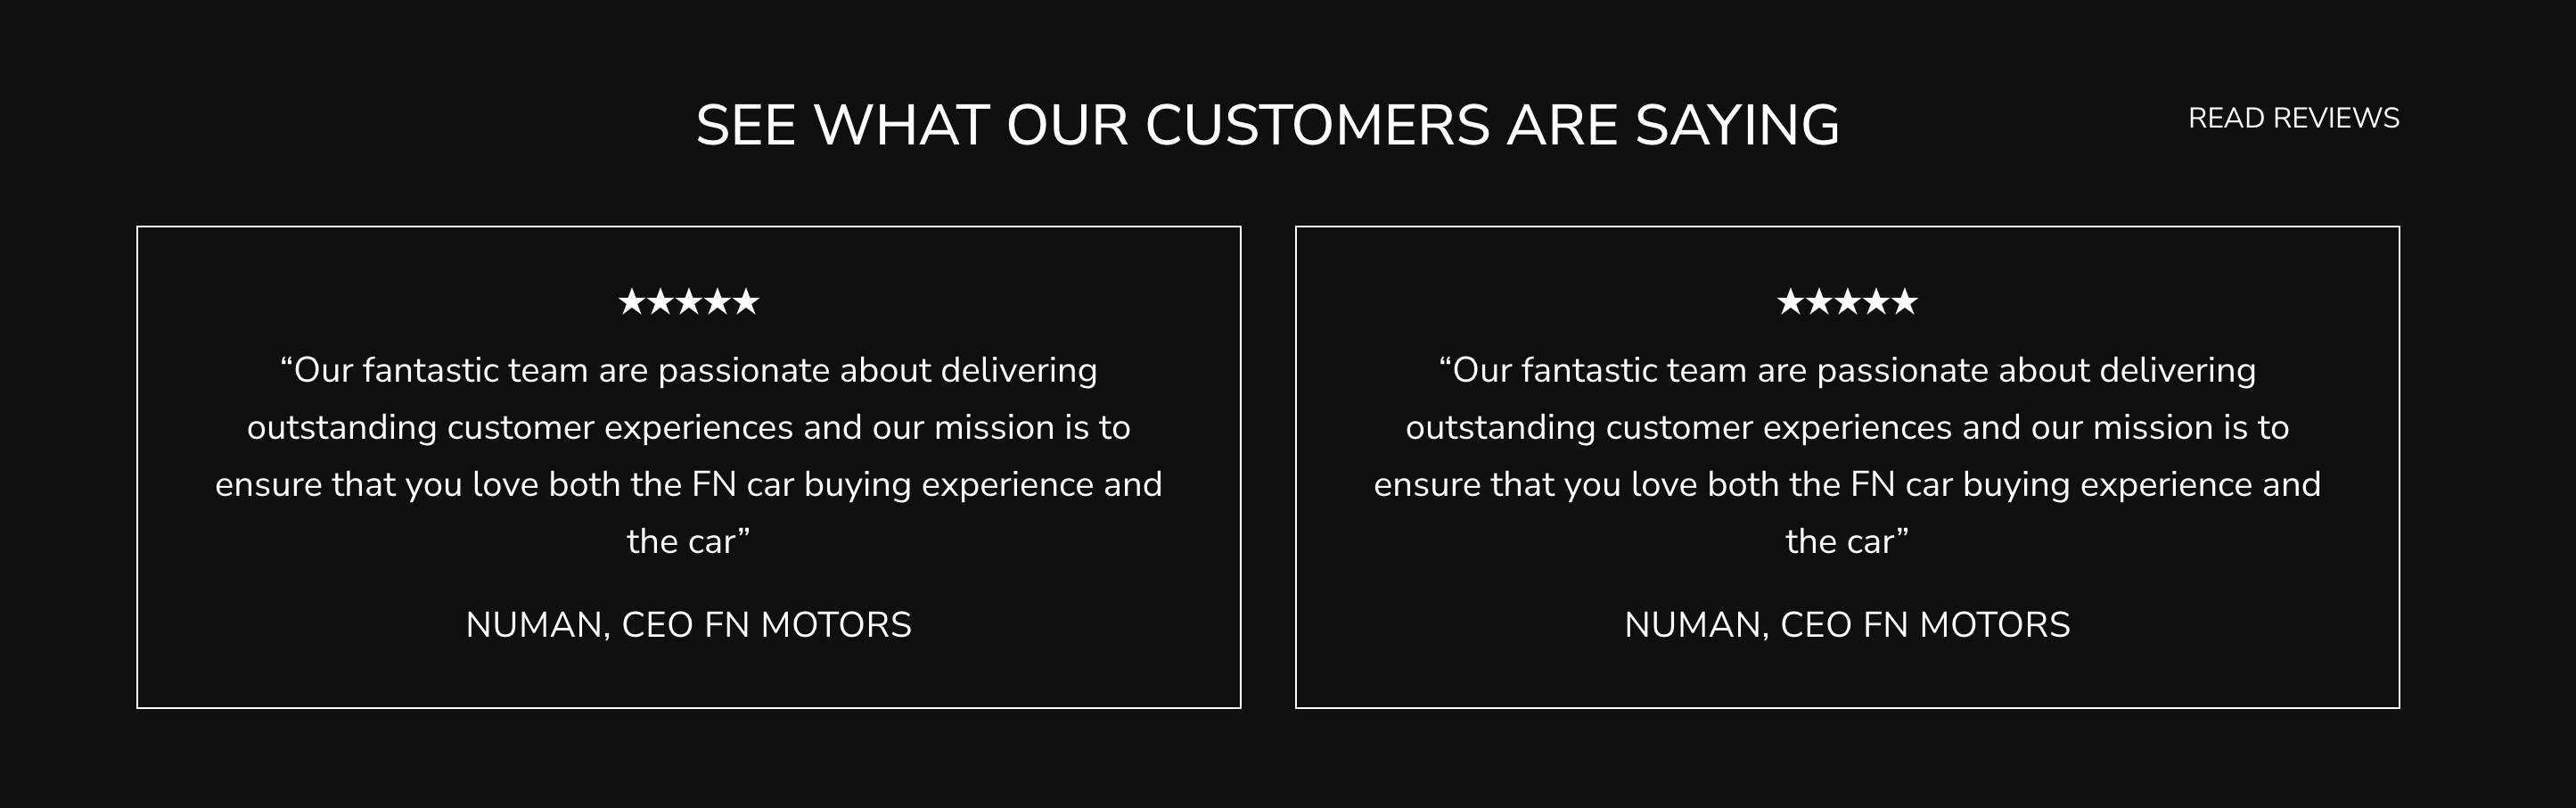 SEE WHAT OUR CUSTOMERS ARE SAYING
READ REVIEWS
★★★★★
“Our fantastic team are passionate about delivering
outstanding customer experiences and our mission is to
ensure that you love both the FN car buying experience and
the car”
NUMAN, CEO FN MOTORS
★★★★★
“Our fantastic team are passionate about delivering
outstanding customer experiences and our mission is to
ensure that you love both the FN car buying experience and
the car”
NUMAN, CEO FN MOTORS